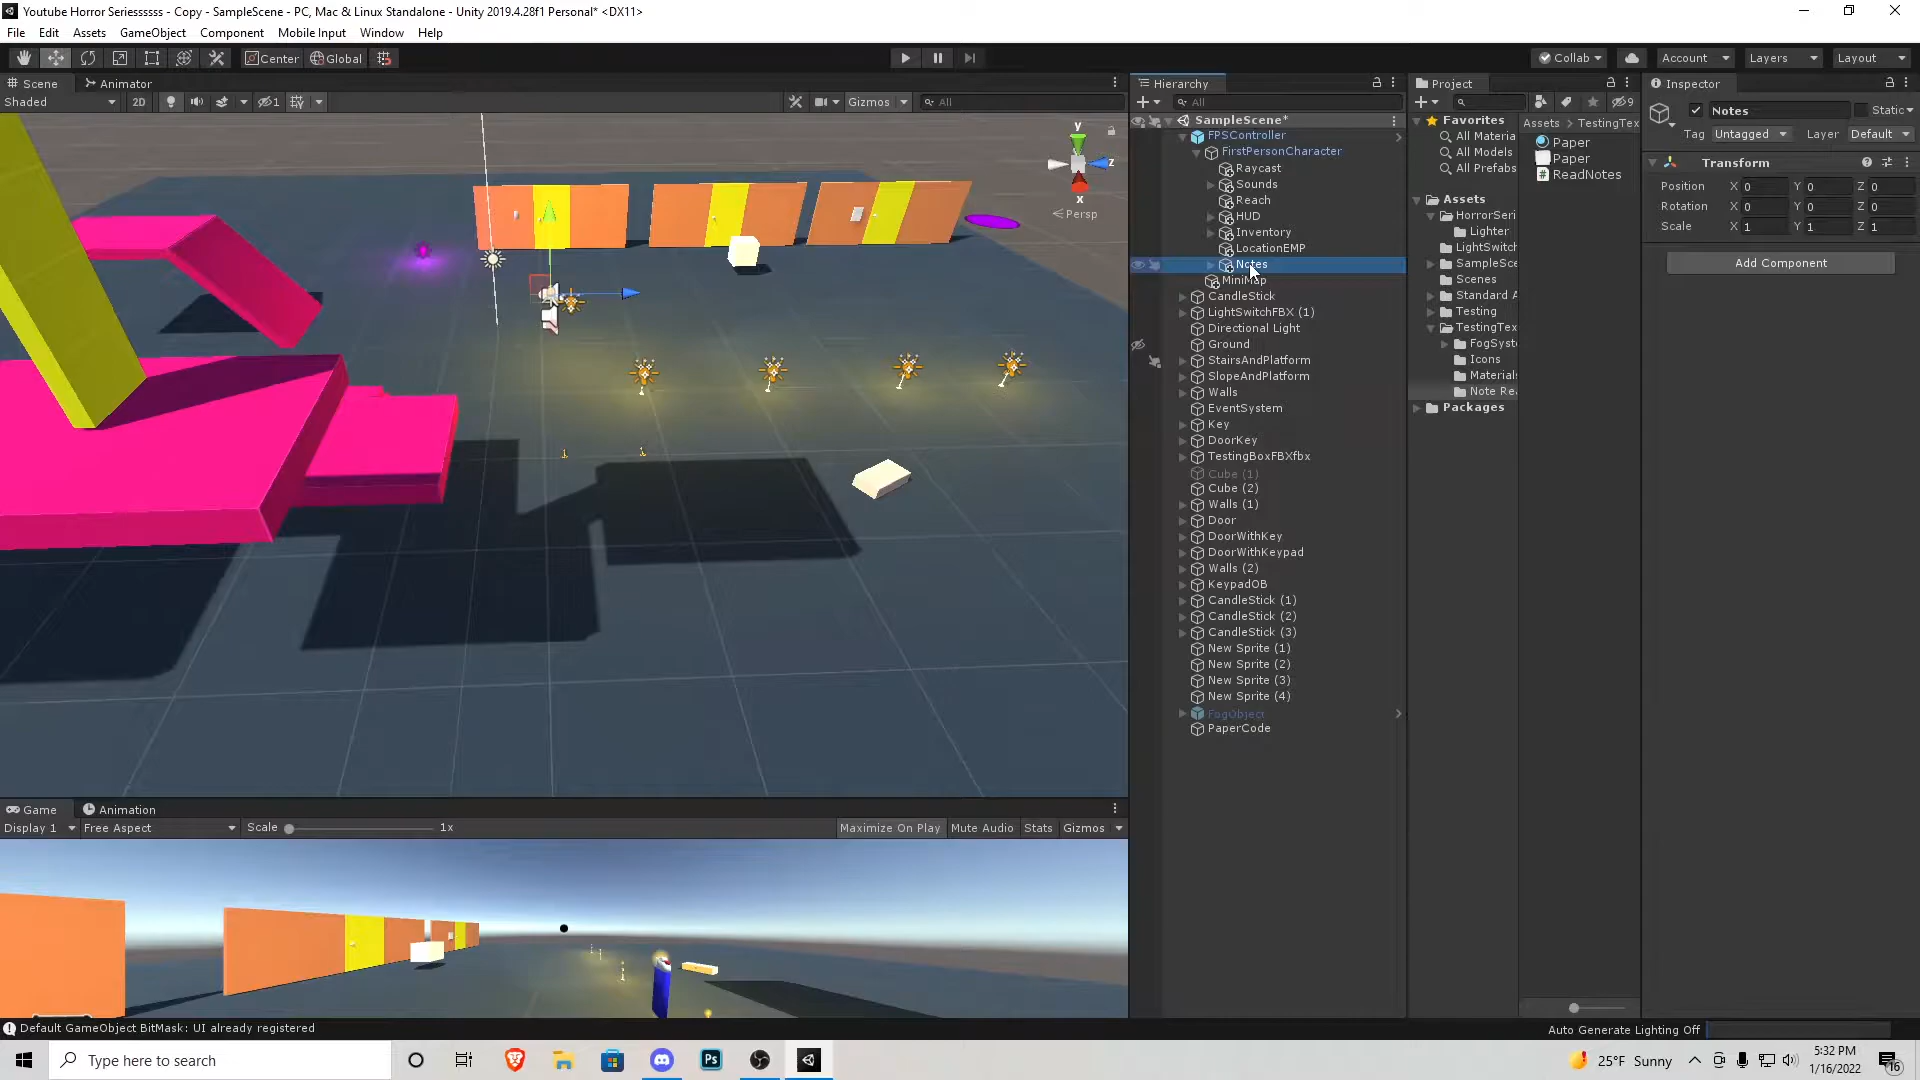 Youtube Horror Seriesssss - Copy - SampleScene - PC, Mac & Linux Standalone - Unity 2019.4.28f1 Personal* <DX11>
File Edit Assets GameObject Component Mobile Input Window Help
Center Global Collab Account Layers Layout
Scene Animator
Shaded 2D Gizmos All
y
z
x
Persp
Hierarchy
All
SampleScene*
FPSController
FirstPersonCharacter
Raycast
Sounds
Reach
HUD
Inventory
LocationEMP
Notes
MiniMap
CandleStick
LightSwitchFBX (1)
Directional Light
Ground
StairsAndPlatform
SlopeAndPlatform
Walls
EventSystem
Key
DoorKey
TestingBoxFBXfbx
Cube (1)
Cube (2)
Walls (1)
Door
DoorWithKey
DoorWithKeypad
Walls (2)
KeypadOB
CandleStick (1)
CandleStick (2)
CandleStick (3)
New Sprite (1)
New Sprite (2)
New Sprite (3)
New Sprite (4)
FogObject
PaperCode
Project
9
Favorites
All Materia
All Models
All Prefabs
Assets
HorrorSeri
Lighter
LightSwitch
SampleSce
Scenes
Standard A
Testing
TestingTex
FogSyst
Icons
Material
Note Re
Packages
Assets > TestingTex
Paper
Paper
ReadNotes
Inspector
Notes Static
Tag Untagged Layer Default
Transform
Position X 0 Y 0 Z 0
Rotation X 0 Y 0 Z 0
Scale X 1 Y 1 Z 1
Add Component
Game Animation
Display 1 Free Aspect Scale 1x Maximize On Play Mute Audio Stats Gizmos
Default GameObject BitMask: UI already registered
Auto Generate Lighting Off
Type here to search
Ps
25°F Sunny
5:32 PM
1/16/2022
16